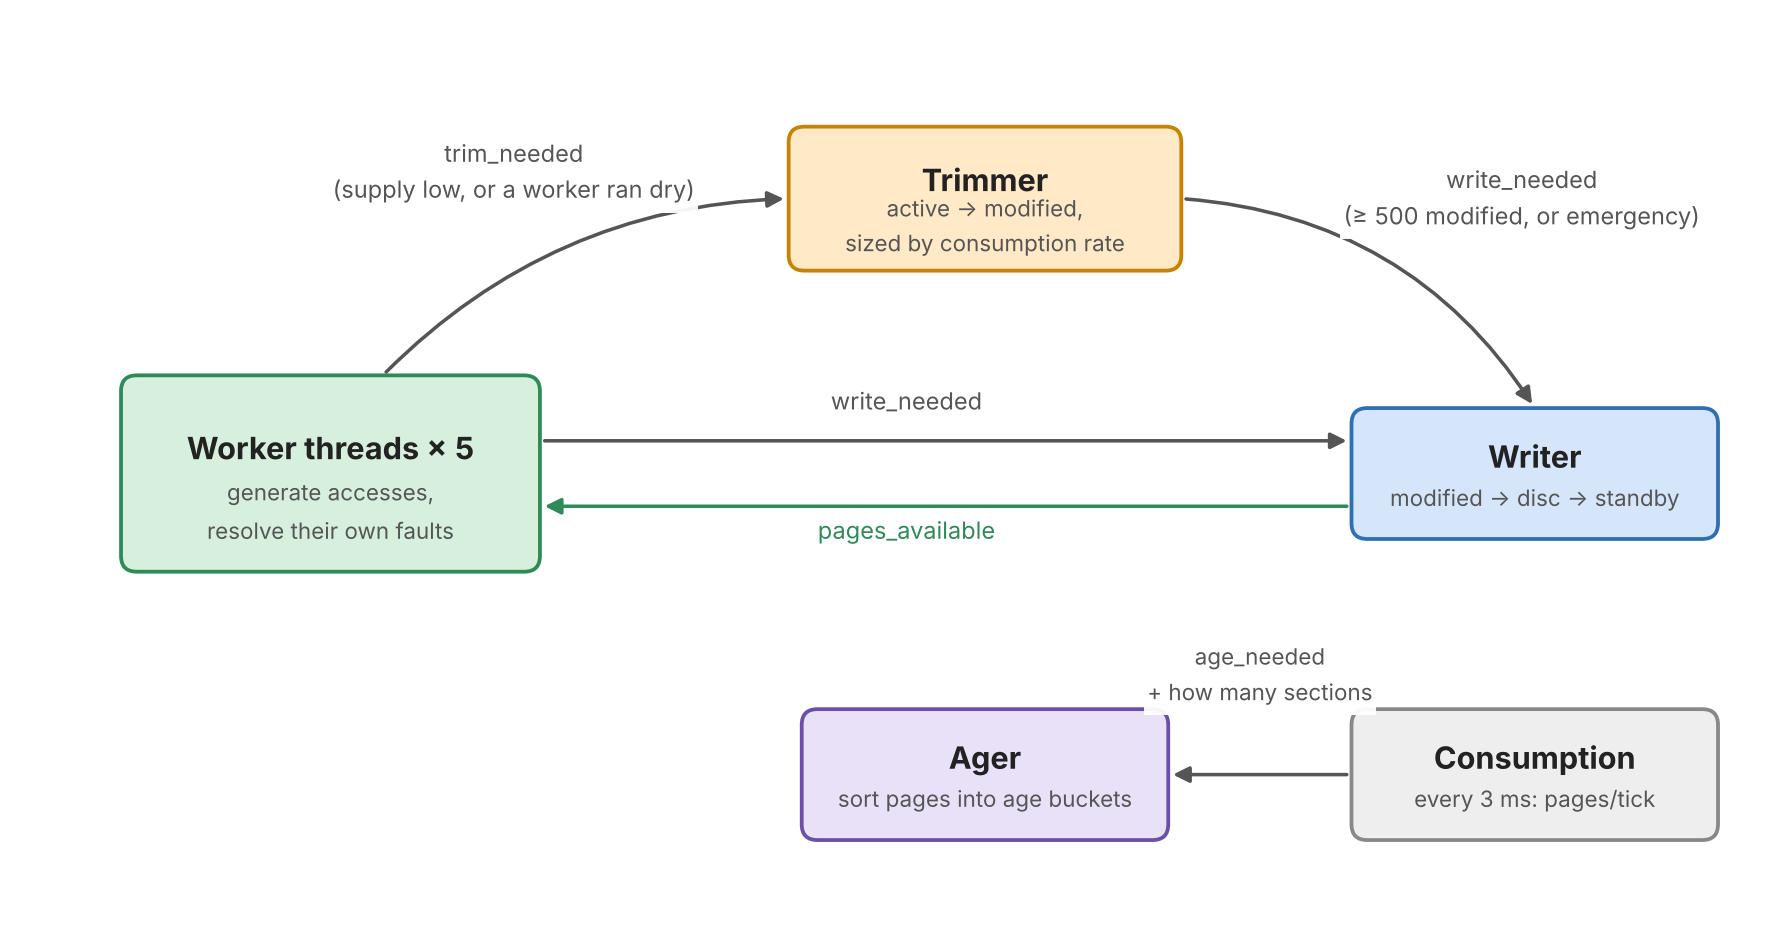 trim_needed
(supply low, or a worker ran dry)
Trimmer
active → modified,
sized by consumption rate
write_needed
(≥ 500 modified, or emergency)
Worker threads × 5
generate accesses,
resolve their own faults
write_needed
pages_available
Writer
modified → disc → standby
age_needed
+ how many sections
Ager
sort pages into age buckets
Consumption
every 3 ms: pages/tick